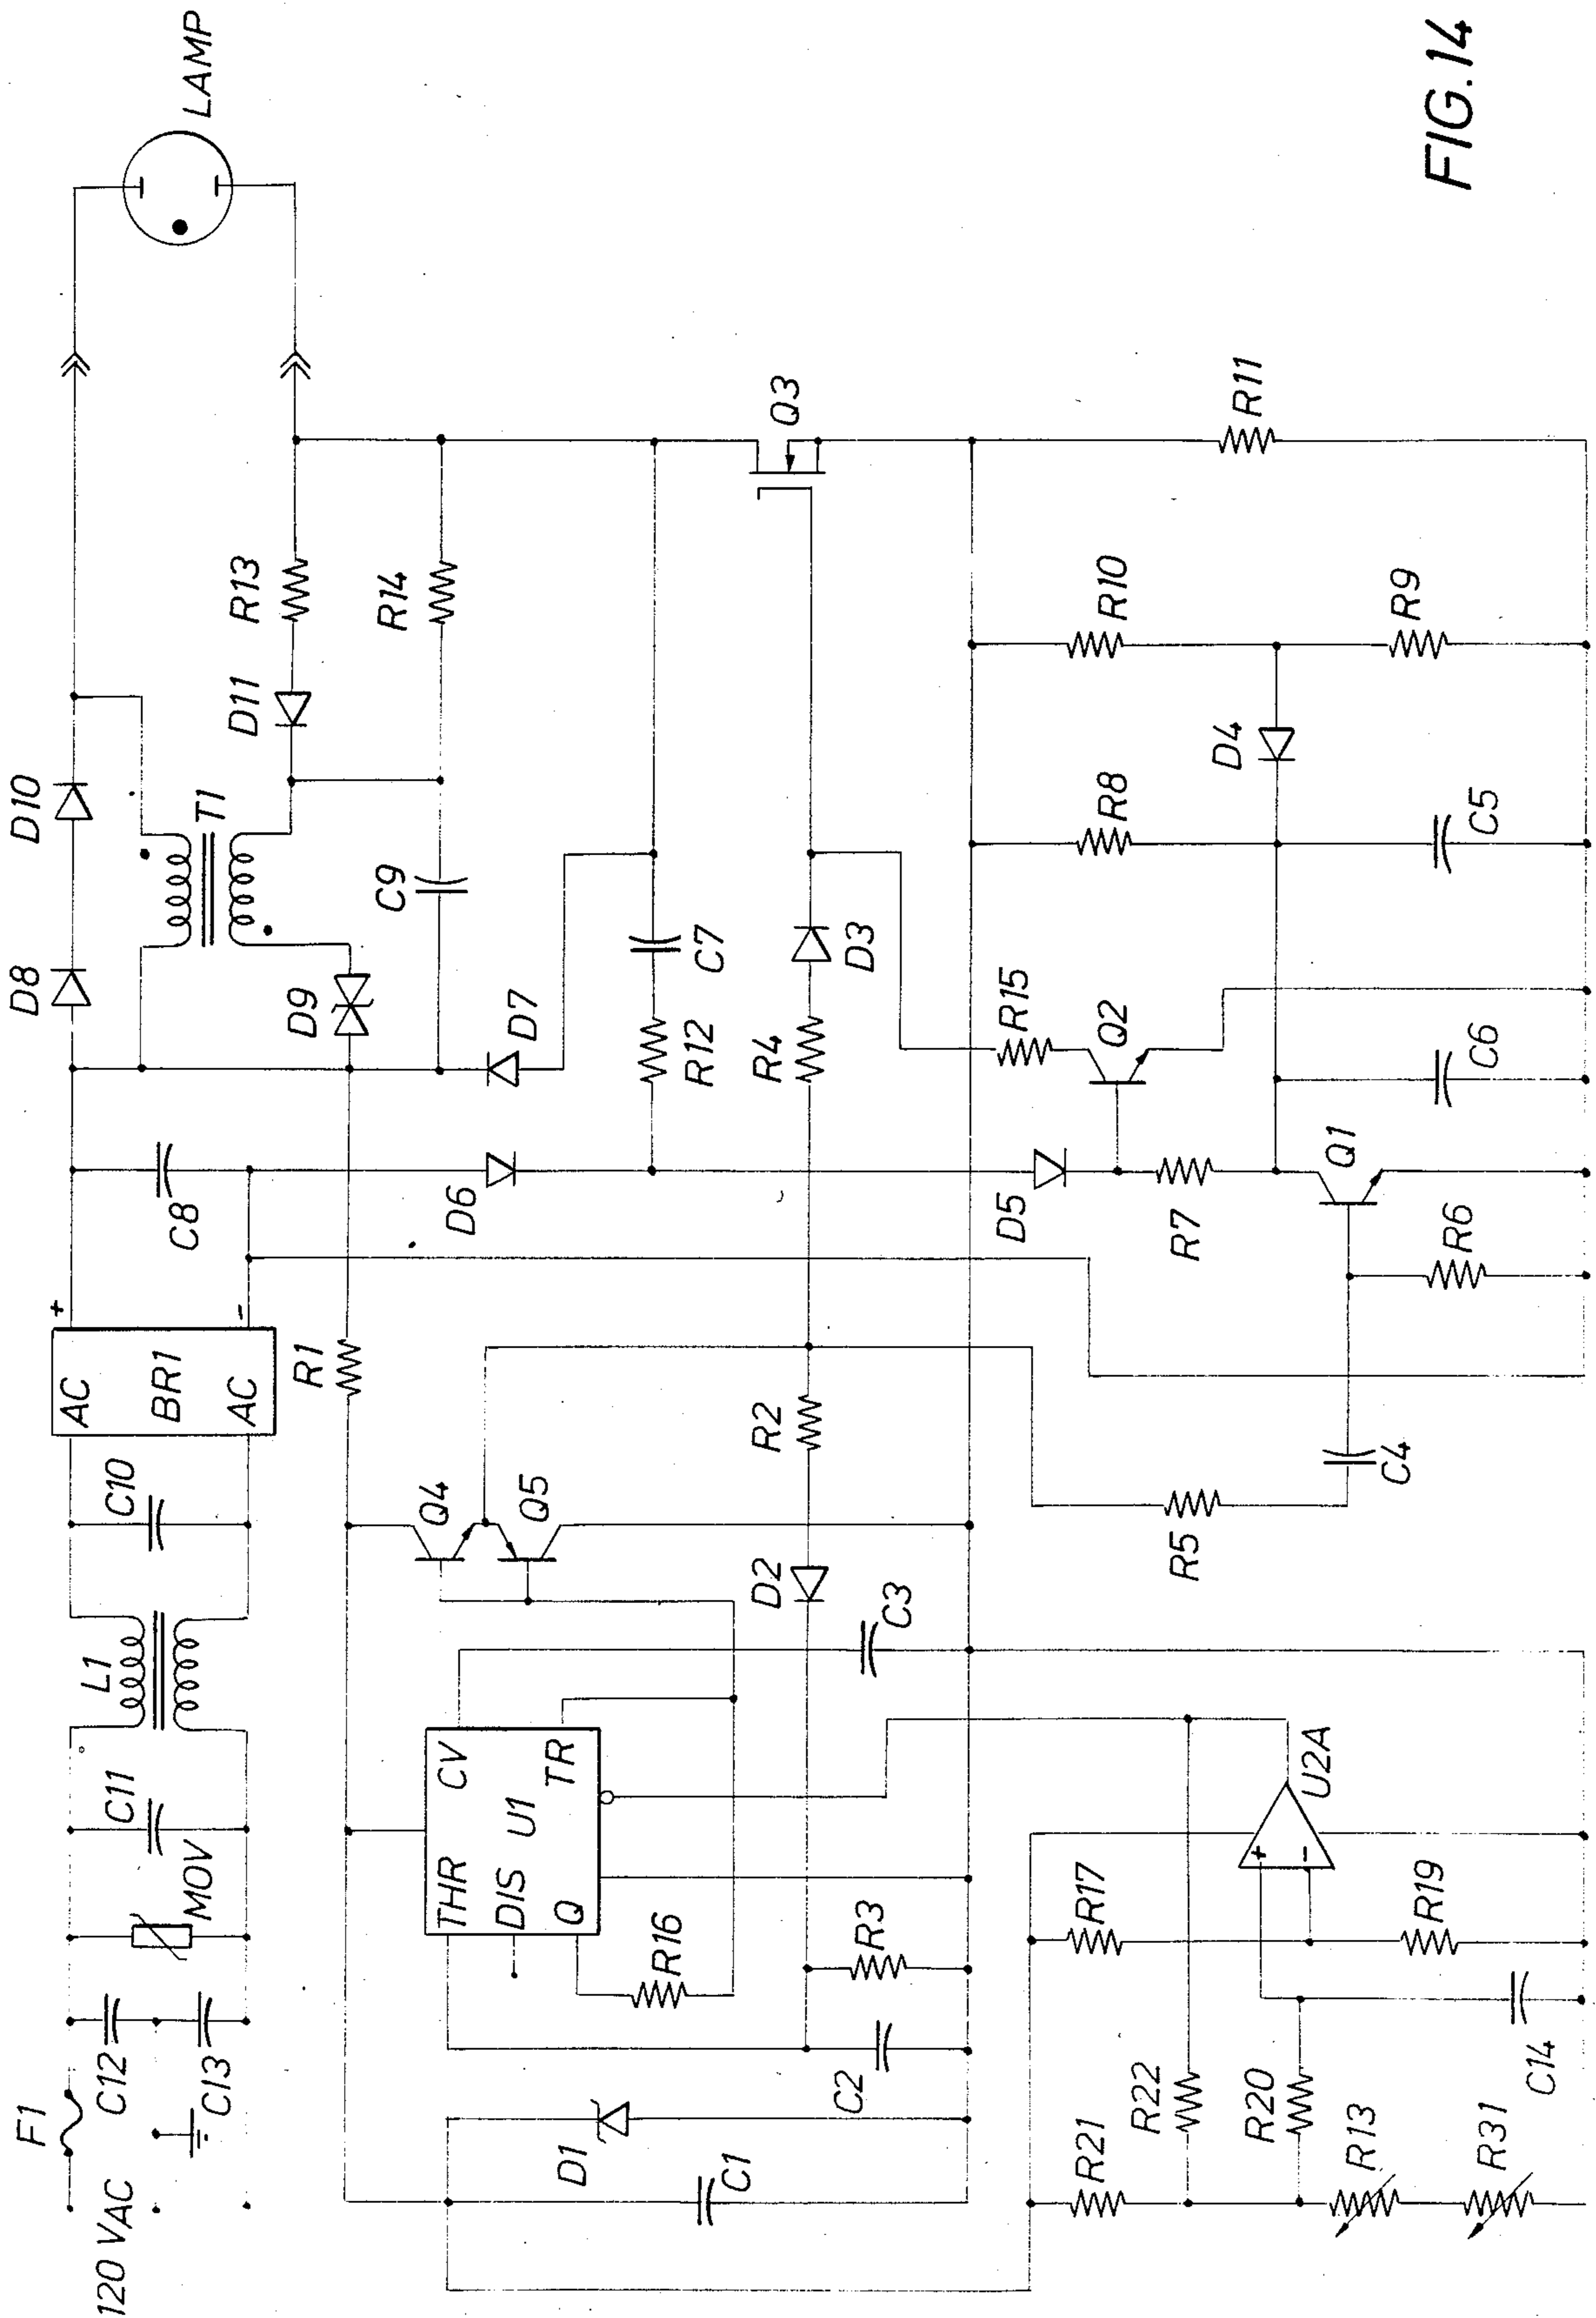 F1
120 VAC
C12
C13
MOV
C11
L1
C10
AC
BR1
AC
+
-
C8
D8
D10
T1
D9
D11
R13
R14
C9
D7
LAMP
R1
D6
C7
R12
Q4
Q5
THR
CV
DIS
U1
Q
TR
R16
D1
C1
C2
R3
C3
D2
R2
R4
D3
Q3
D5
R15
Q2
R7
R8
D4
R10
R11
R5
C4
Q1
R6
C6
C5
R9
R21
R22
R20
R13
R31
C14
R17
R19
+
-
U2A
FIG.14